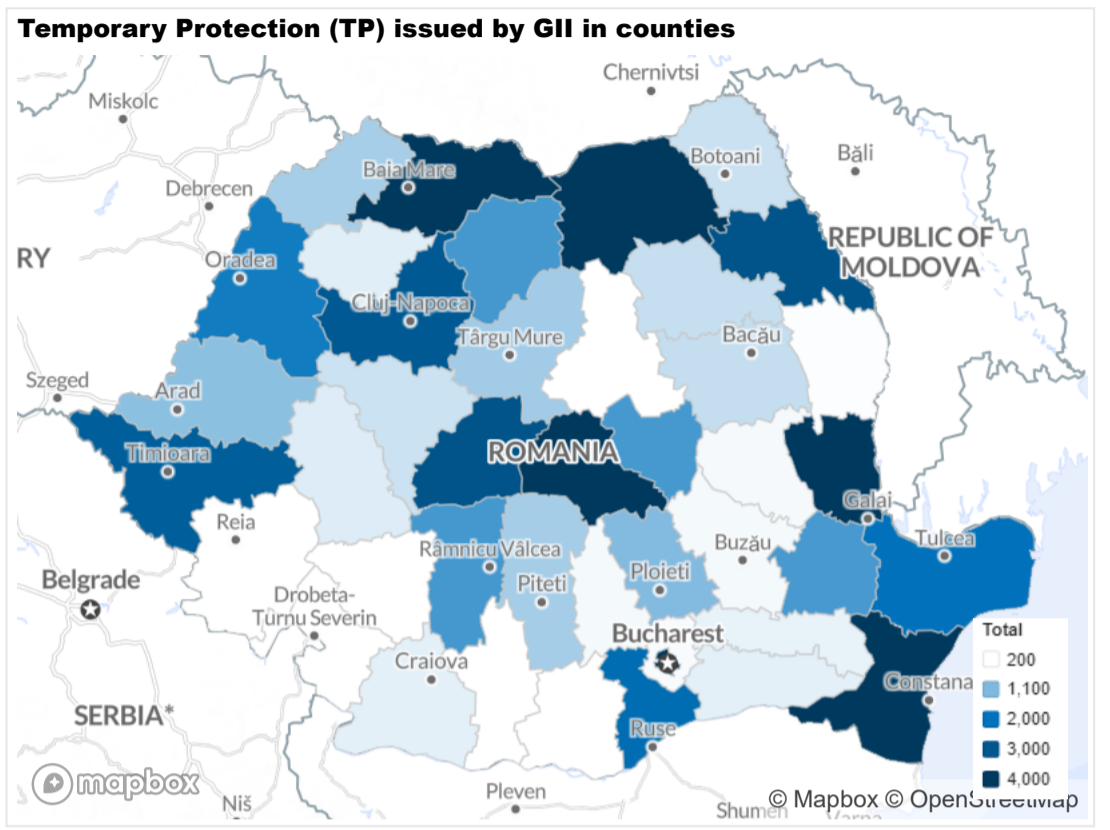 Temporary Protection (TP) issued by GII in counties
Chernivtsi
Miskolc
Botoani
Băli
Baia Mare
Debrecen
REPUBLIC OF
MOLDOVA
RY
Oradea
Cluj-Napoca
Târgu Mure
Bacău
Szeged
Arad
Timioara
ROMANIA
Galai
Reia
Tulcea
Râmnicu Vâlcea
Buzău
Belgrade
Piteti
Ploieti
Drobeta-
Turnu Severin
Bucharest
Total
200
Craiova
Constana
1,100
SERBIA*
2,000
Ruse
3,000
4,000
mapbox
Niš
Pleven
© Mapbox © OpenStreetMap
Shumen
Varna